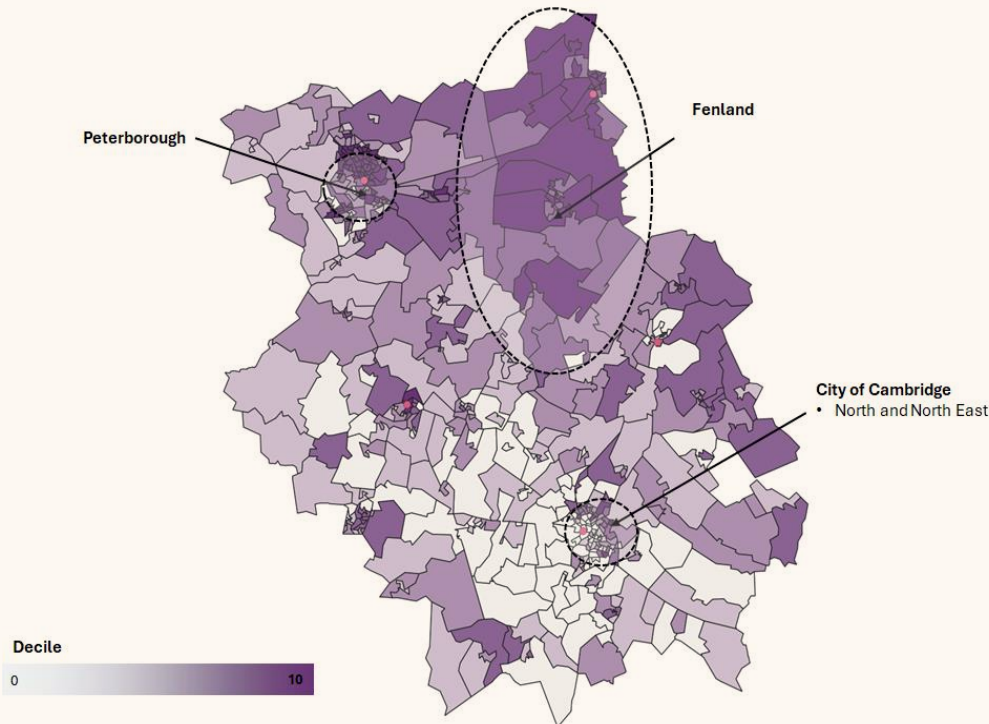 Fenland
Peterborough
City of Cambridge
• North and North East
Decile
0
10